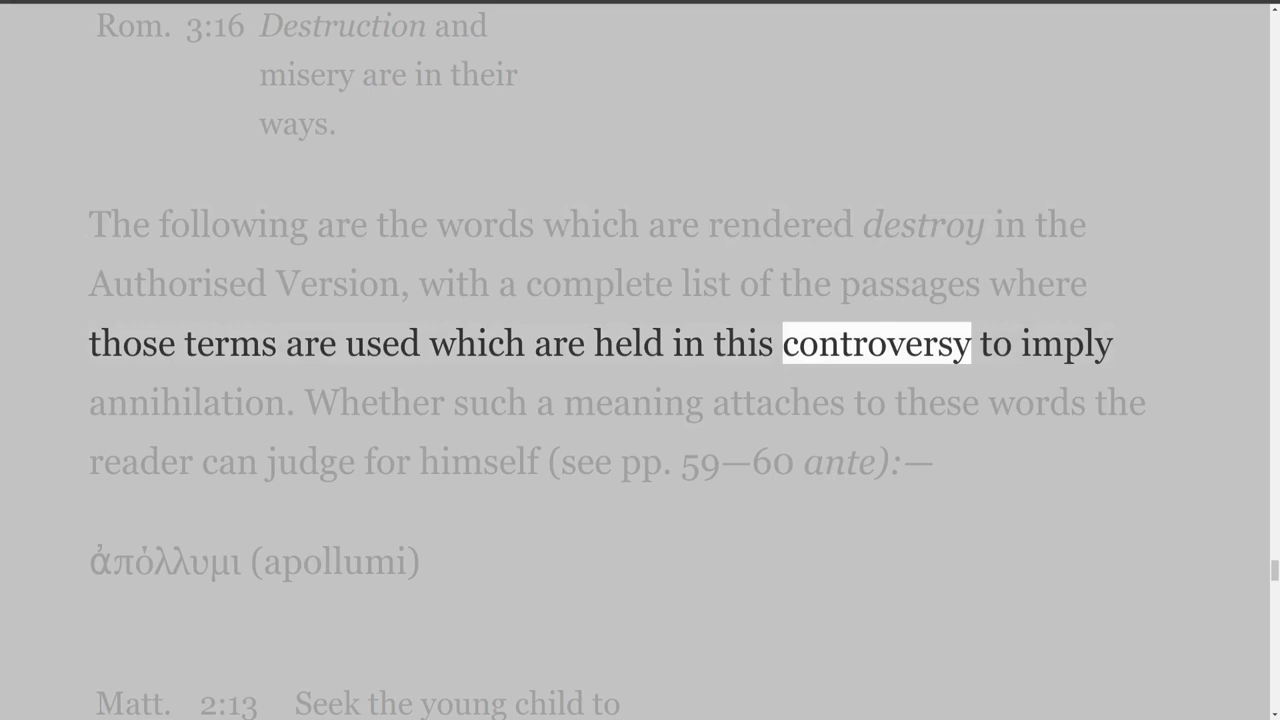 Rom. 3:16 Destruction and
misery are in their
ways.
The following are the words which are rendered destroy in the
Authorised Version, with a complete list of the passages where
those terms are used which are held in this controversy to imply
annihilation. Whether such a meaning attaches to these words the
reader can judge for himself (see pp. 59—60 ante):—
ἀπόλλυμι (apollumi)
Matt. 2:13 Seek the young child to